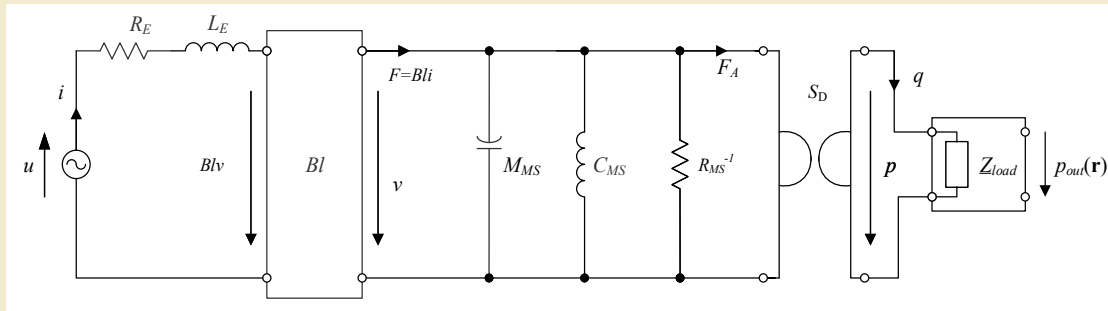 R_E
L_E
i
u
Blv
Bl
F=Bli
v
M_MS
C_MS
R_MS^-1
F_A
S_D
p
q
Z_load
p_out(r)